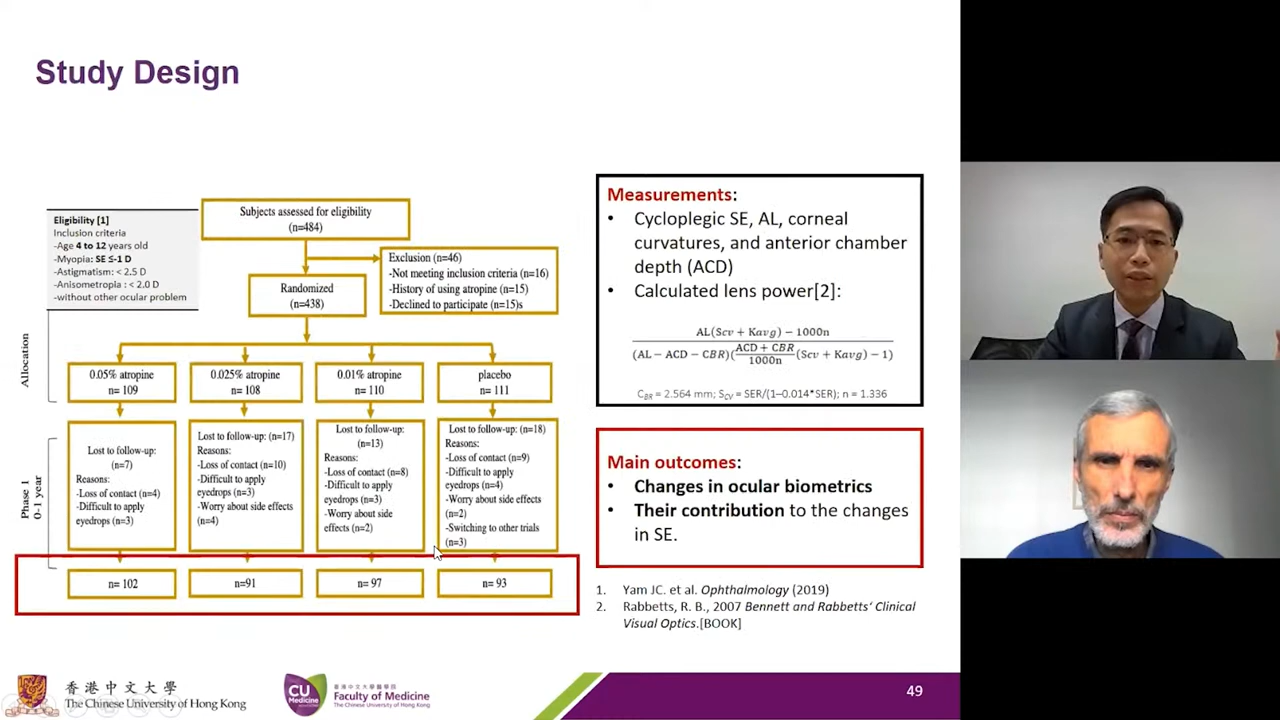 Study Design
Eligibility [1]
Inclusion criteria
-Age 4 to 12 years old
-Myopia: SE ≤-1 D
-Astigmatism: < 2.5 D
-Anisometropia : < 2.0 D
-without other ocular problem
Subjects assessed for eligibility
(n=484)
Exclusion (n=46)
-Not meeting inclusion criteria (n=16)
-History of using atropine (n=15)
-Declined to participate (n=15)s
Randomized
(n=438)
Allocation
0.05% atropine
n= 109
0.025% atropine
n= 108
0.01% atropine
n= 110
placebo
n= 111
Phase 1
0-1 year
Lost to follow-up:
(n=7)
Reasons:
-Loss of contact (n=4)
-Difficult to apply
eyedrops (n=3)
Lost to follow-up: (n=17)
Reasons:
-Loss of contact (n=10)
-Difficult to apply
eyedrops (n=3)
-Worry about side effects
(n=4)
Lost to follow-up:
(n=13)
Reasons:
-Loss of contact (n=8)
-Difficult to apply
eyedrops (n=3)
-Worry about side
effects (n=2)
Lost to follow-up: (n=18)
Reasons:
-Loss of contact (n=9)
-Difficult to apply
eyedrops (n=4)
-Worry about side effects
(n=2)
-Switching to other trials
(n=3)
n= 102
n=91
n= 97
n= 93
Measurements:
• Cycloplegic SE, AL, corneal
curvatures, and anterior chamber
depth (ACD)
• Calculated lens power[2]:
AL(Scv + Kavg) − 1000n
(AL − ACD − CBR)(ACD + CBR/1000n (Scv + Kavg) − 1)
CBR = 2.564 mm; SCV = SER/(1–0.014*SER); n = 1.336
Main outcomes:
• Changes in ocular biometrics
• Their contribution to the changes
in SE.
1. Yam JC. et al. Ophthalmology (2019)
2. Rabbetts, R. B., 2007 Bennett and Rabbetts' Clinical
Visual Optics.[BOOK]
香港中文大學
The Chinese University of Hong Kong
CU
Medicine
香港中文大學醫學院
Faculty of Medicine
The Chinese University of Hong Kong
49